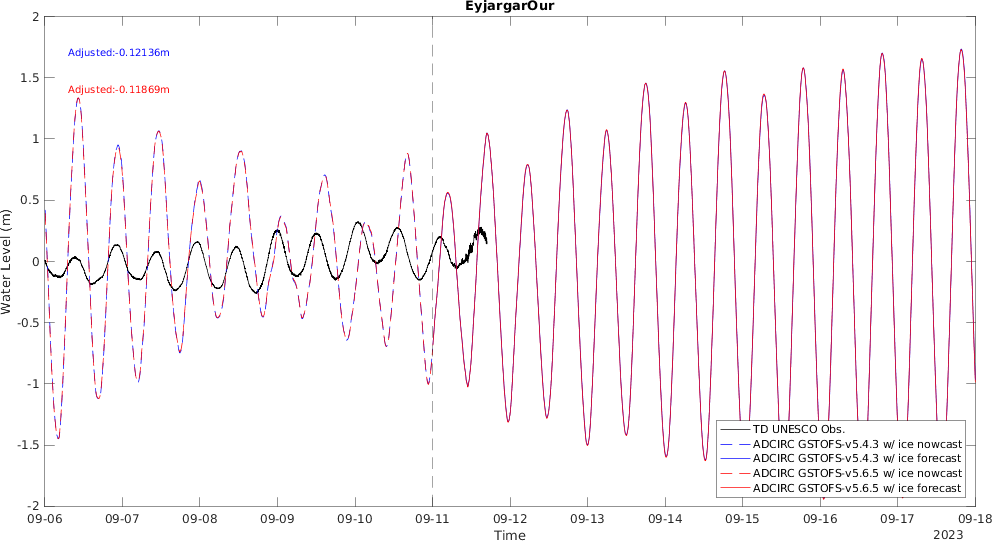 EyjargarOur
Adjusted:-0.12136m
Adjusted:-0.11869m
2
1.5
1
0.5
0
-0.5
-1
-1.5
-2
Water Level (m)
TD UNESCO Obs.
ADCIRC GSTOFS-v5.4.3 w/ ice nowcast
ADCIRC GSTOFS-v5.4.3 w/ ice forecast
ADCIRC GSTOFS-v5.6.5 w/ ice nowcast
ADCIRC GSTOFS-v5.6.5 w/ ice forecast
09-06 09-07 09-08 09-09 09-10 09-11 09-12 09-13 09-14 09-15 09-16 09-17 09-18
Time
2023